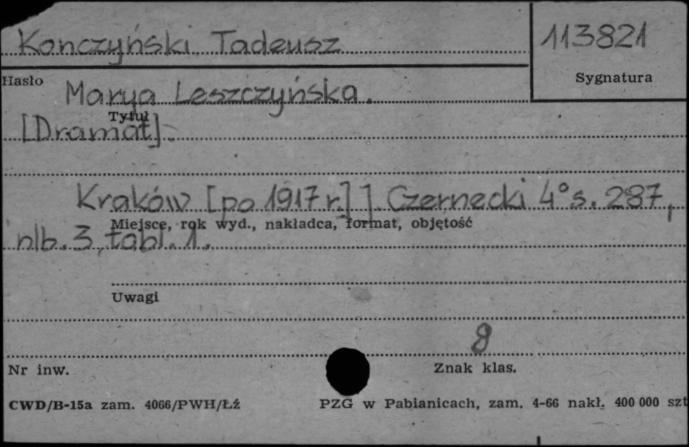 Konczyński Tadeusz
113821
Hasło
Sygnatura
Marya Leszczyńska.
Tytuł
[Dramat].
Kraków [po 1917 r.] ] Czernecki 4° s. 287,
Miejsce, rok wyd., nakładca, format, objętość
nlb. 3, tabl. 1.
Uwagi
8
Nr inw.
Znak klas.
CWD/B-15a zam. 4066/PWH/Łź
PZG w Pabianicach, zam. 4-66 nakł. 400 000 szt